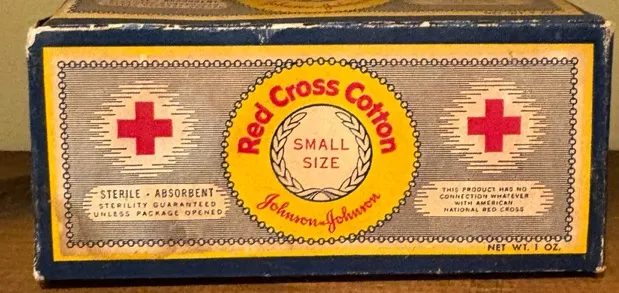 Red Cross Cotton
SMALL
SIZE
Johnson & Johnson
STERILE - ABSORBENT
STERILITY GUARANTEED
UNLESS PACKAGE OPENED
THIS PRODUCT HAS NO
CONNECTION WHATEVER
WITH AMERICAN
NATIONAL RED CROSS
NET WT. 1 OZ.